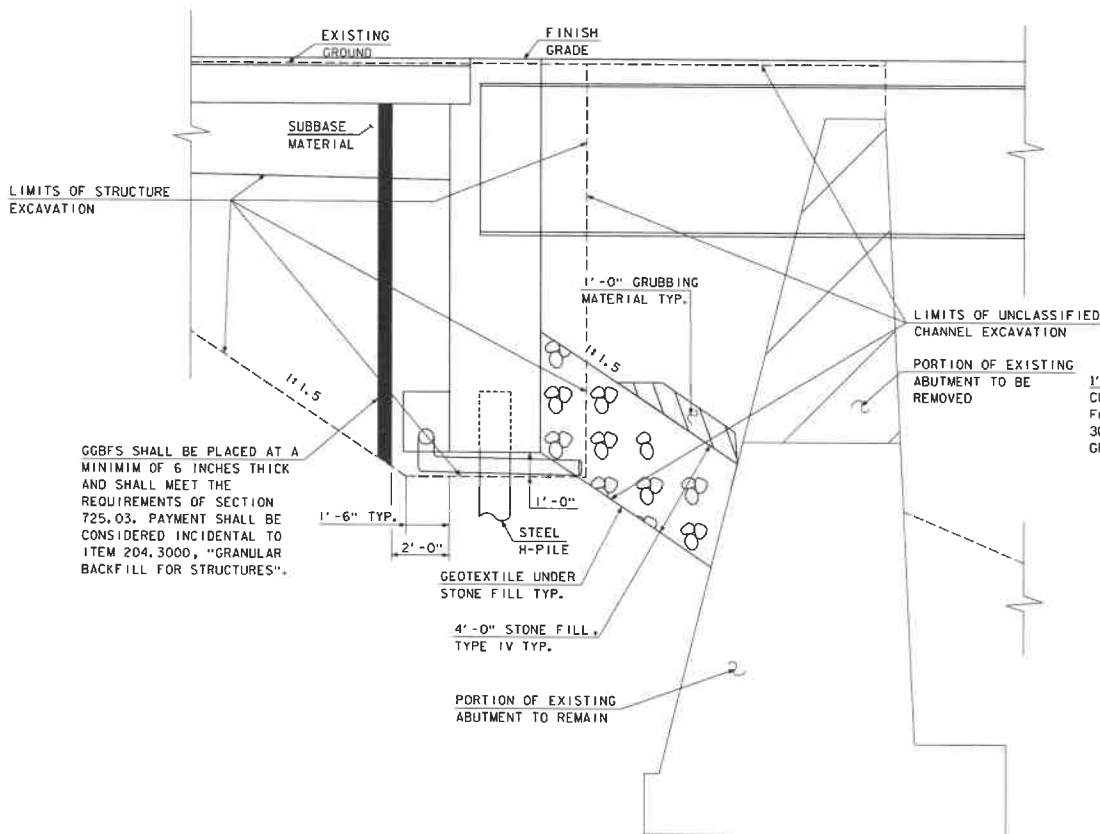 EXISTING
GROUND
FINISH
GRADE
SUBBASE
MATERIAL
LIMITS OF STRUCTURE
EXCAVATION
1'-0" GRUBBING
MATERIAL TYP.
LIMITS OF UNCLASSIFIED
CHANNEL EXCAVATION
1:1.5
1:1.5
PORTION OF EXISTING
ABUTMENT TO BE
REMOVED
1'
30
GGBFS SHALL BE PLACED AT A
MINIMIM OF 6 INCHES THICK
AND SHALL MEET THE
REQUIREMENTS OF SECTION
725.03. PAYMENT SHALL BE
CONSIDERED INCIDENTAL TO
ITEM 204.3000, "GRANULAR
BACKFILL FOR STRUCTURES".
1'-6" TYP.
2'-0"
1'-0"
STEEL
H-PILE
GEOTEXTILE UNDER
STONE FILL TYP.
4'-0" STONE FILL,
TYPE IV TYP.
PORTION OF EXISTING
ABUTMENT TO REMAIN